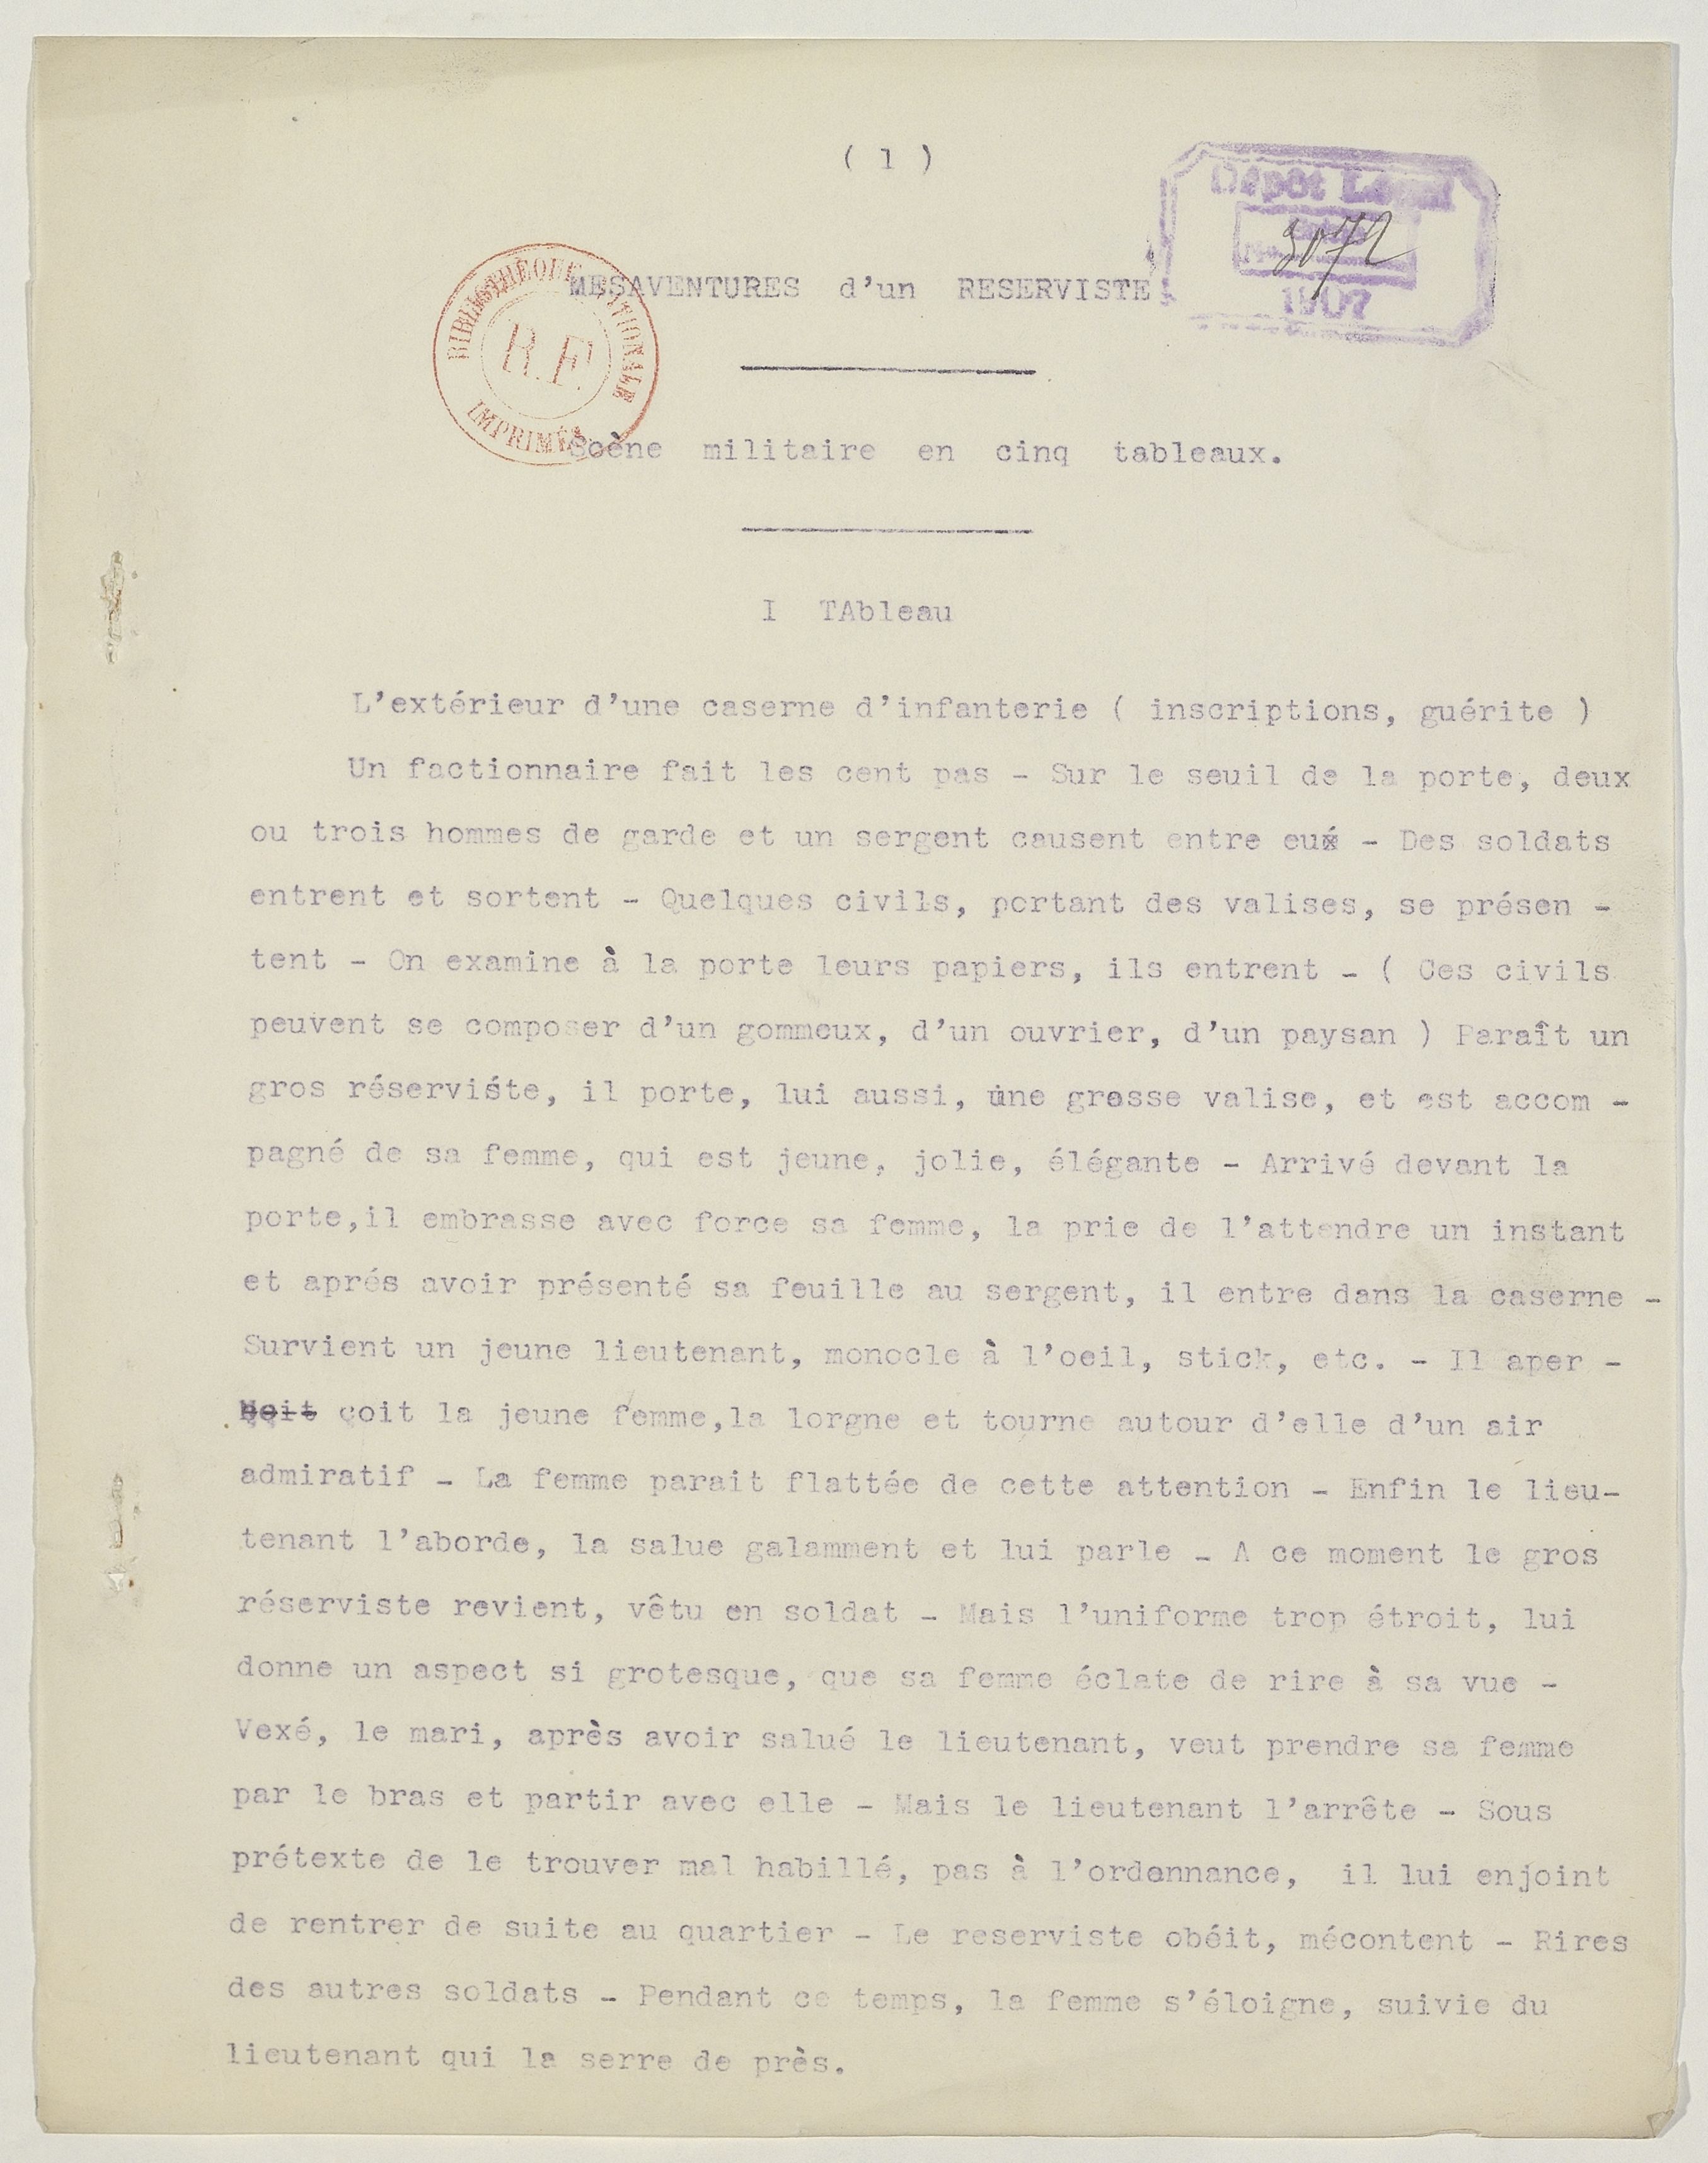 ( 1 )
Dépôt Légal
3072
1907
MESAVENTURES d'un RESERVISTE
BIBLIOTHEQUE NATIONALE
R.F.
IMPRIMÉS
Scène militaire en cinq tableaux.
I TAbleau
L'extérieur d'une caserne d'infanterie ( inscriptions, guérite )
Un factionnaire fait les cent pas - Sur le seuil de la porte, deux
ou trois hommes de garde et un sergent causent entre eux - Des soldats
entrent et sortent - Quelques civils, portant des valises, se présen -
tent - On examine à la porte leurs papiers, ils entrent - ( Ces civils
peuvent se composer d'un gommeux, d'un ouvrier, d'un paysan ) Paraît un
gros réserviste, il porte, lui aussi, une grosse valise, et est accom -
pagné de sa femme, qui est jeune, jolie, élégante - Arrivé devant la
porte,il embrasse avec force sa femme, la prie de l'attendre un instant
et aprés avoir présenté sa feuille au sergent, il entre dans la caserne -
Survient un jeune lieutenant, monocle à l'oeil, stick, etc. - Il aper -
çoit la jeune femme,la lorgne et tourne autour d'elle d'un air
admiratif - La femme parait flattée de cette attention - Enfin le lieu-
tenant l'aborde, la salue galamment et lui parle - A ce moment le gros
réserviste revient, vêtu en soldat - Mais l'uniforme trop étroit, lui
donne un aspect si grotesque, que sa femme éclate de rire à sa vue -
Vexé, le mari, après avoir salué le lieutenant, veut prendre sa femme
par le bras et partir avec elle - Mais le lieutenant l'arrête - Sous
prétexte de le trouver mal habillé, pas à l'ordonnance, il lui enjoint
de rentrer de suite au quartier - Le reserviste obéit, mécontent - Rires
des autres soldats - Pendant ce temps, la femme s'éloigne, suivie du
lieutenant qui la serre de près.